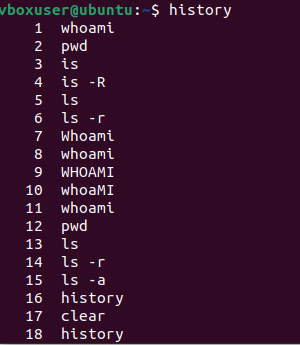 vboxuser@ubuntu:~$ history
1 whoami
2 pwd
3 is
4 is -R
5 ls
6 ls -r
7 Whoami
8 whoami
9 WHOAMI
10 whoaMI
11 whoami
12 pwd
13 ls
14 ls -r
15 ls -a
16 history
17 clear
18 history